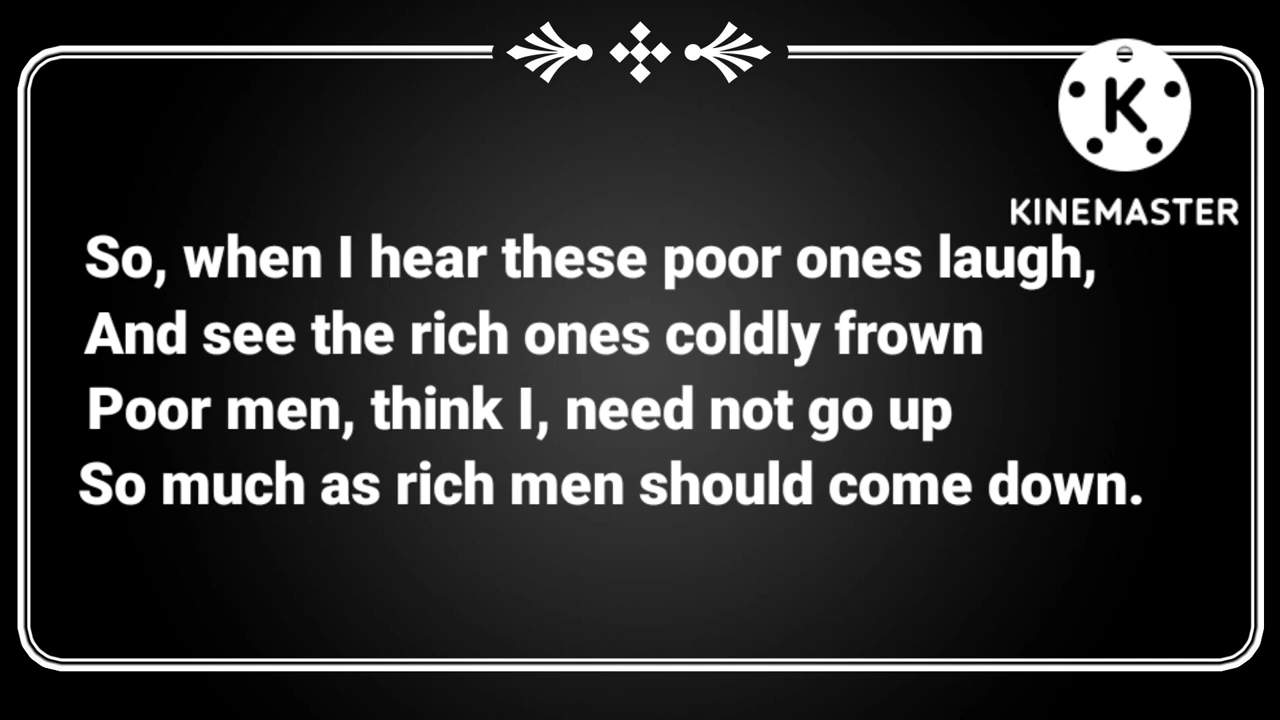 K
KINEMASTER
So, when I hear these poor ones laugh,
And see the rich ones coldly frown
Poor men, think I, need not go up
So much as rich men should come down.